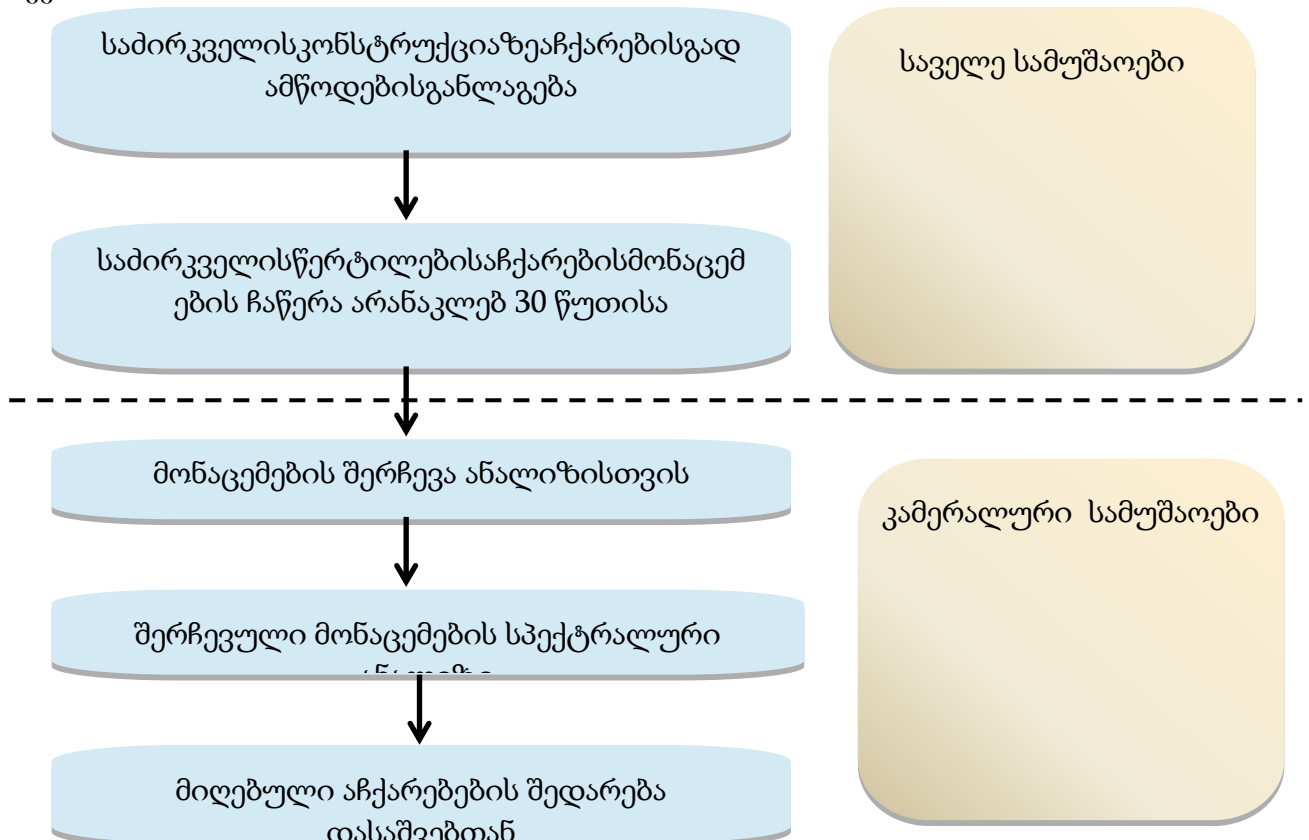 საძირკველისკონსტრუქციაზეაჩქარებისგად
ამწოდებისგანლაგება
საველე სამუშაოები
საძირკველისწერტილებისაჩქარებისმონაცემ
ების ჩაწერა არანაკლებ 30 წუთისა
მონაცემების შერჩევა ანალიზისთვის
კამერალური სამუშაოები
შერჩევული მონაცემების სპექტრალური
მიღებული აჩქარებების შედარება
დასაშვებთან